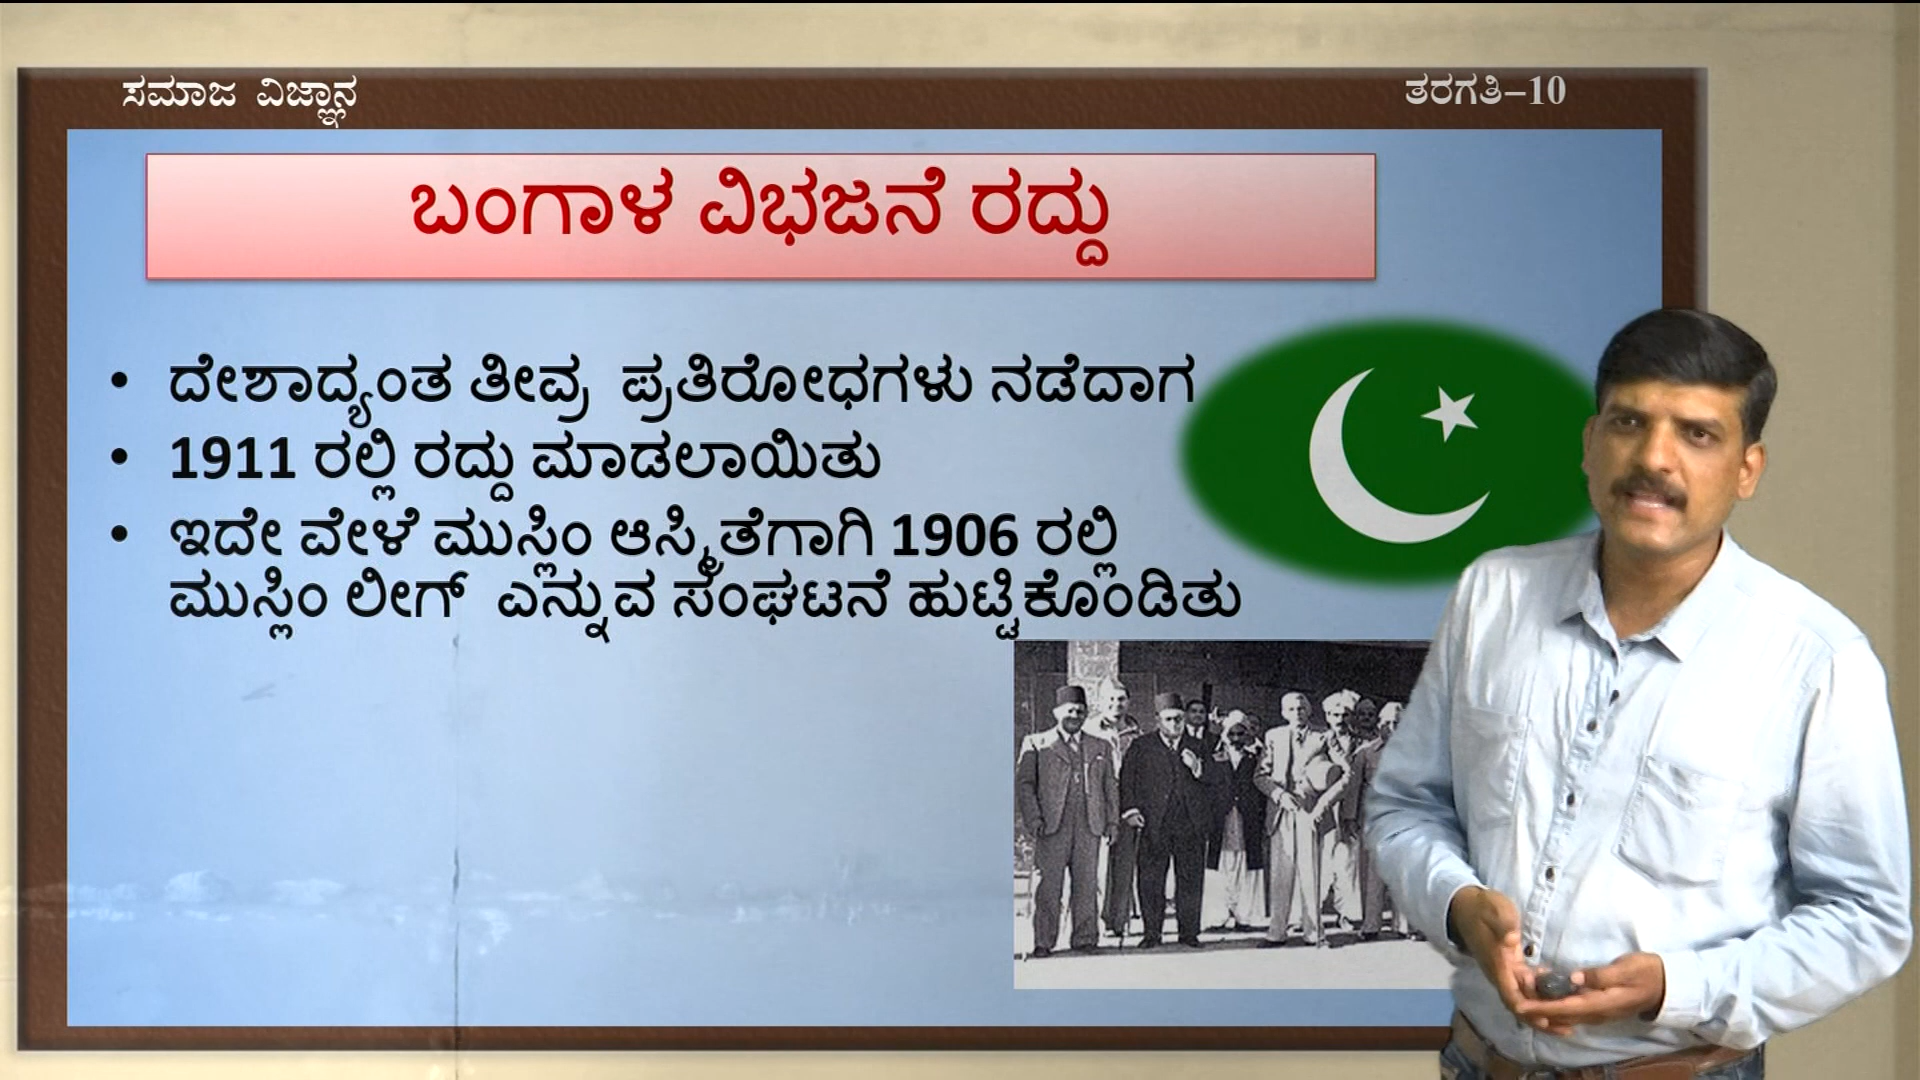 ಸಮಾಜ ವಿಜ್ಞಾನ
ತರಗತಿ–10
ಬಂಗಾಳ ವಿಭಜನೆ ರದ್ದು
• ದೇಶಾದ್ಯಂತ ತೀವ್ರ ಪ್ರತಿರೋಧಗಳು ನಡೆದಾಗ
• 1911 ರಲ್ಲಿ ರದ್ದು ಮಾಡಲಾಯಿತು
• ಇದೇ ವೇಳೆ ಮುಸ್ಲಿಂ ಆಸ್ಮಿತೆಗಾಗಿ 1906 ರಲ್ಲಿ
ಮುಸ್ಲಿಂ ಲೀಗ್ ಎನ್ನುವ ಸಂಘಟನೆ ಹುಟ್ಟಿಕೊಂಡಿತು